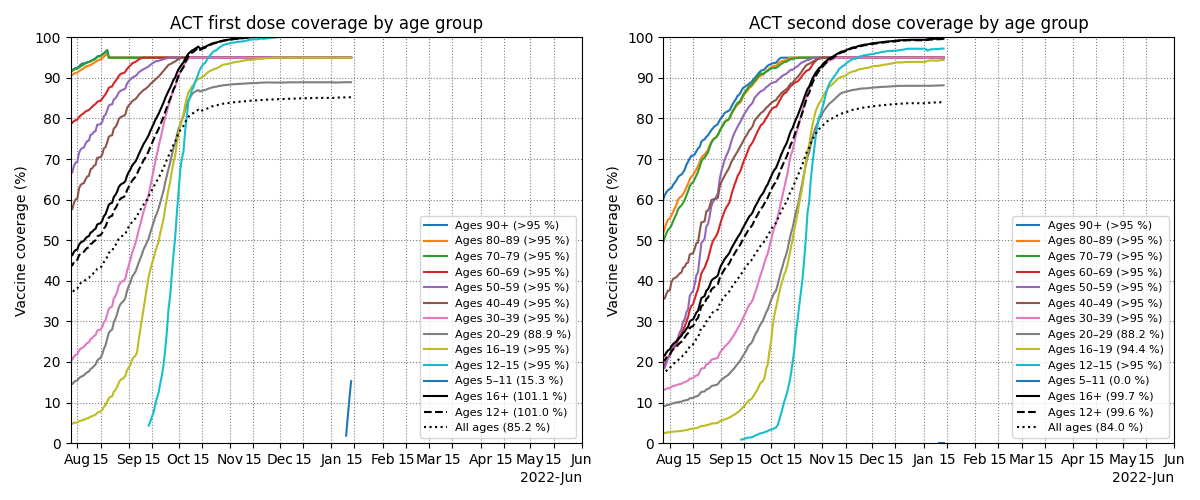 ACT first dose coverage by age group
Vaccine coverage (%)
100
90
80
70
60
50
40
30
20
10
0
Ages 90+ (>95 %)
Ages 80–89 (>95 %)
Ages 70–79 (>95 %)
Ages 60–69 (>95 %)
Ages 50–59 (>95 %)
Ages 40–49 (>95 %)
Ages 30–39 (>95 %)
Ages 20–29 (88.9 %)
Ages 16–19 (>95 %)
Ages 12–15 (>95 %)
Ages 5–11 (15.3 %)
Ages 16+ (101.1 %)
Ages 12+ (101.0 %)
All ages (85.2 %)
Aug 15 Sep 15 Oct 15 Nov 15 Dec 15 Jan 15 Feb 15 Mar 15 Apr 15 May 15 Jun
2022-Jun
ACT second dose coverage by age group
Vaccine coverage (%)
100
90
80
70
60
50
40
30
20
10
0
Ages 90+ (>95 %)
Ages 80–89 (>95 %)
Ages 70–79 (>95 %)
Ages 60–69 (>95 %)
Ages 50–59 (>95 %)
Ages 40–49 (>95 %)
Ages 30–39 (>95 %)
Ages 20–29 (88.2 %)
Ages 16–19 (94.4 %)
Ages 12–15 (>95 %)
Ages 5–11 (0.0 %)
Ages 16+ (99.7 %)
Ages 12+ (99.6 %)
All ages (84.0 %)
Aug 15 Sep 15 Oct 15 Nov 15 Dec 15 Jan 15 Feb 15 Mar 15 Apr 15 May 15 Jun
2022-Jun